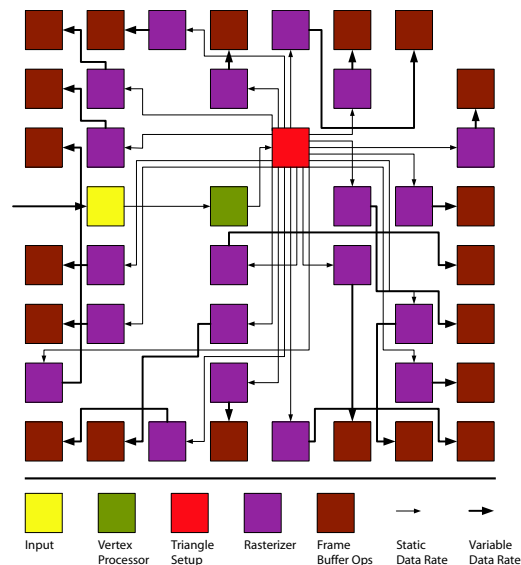 Input
Vertex
Processor
Triangle
Setup
Rasterizer
Frame
Buffer Ops
Static
Data Rate
Variable
Data Rate